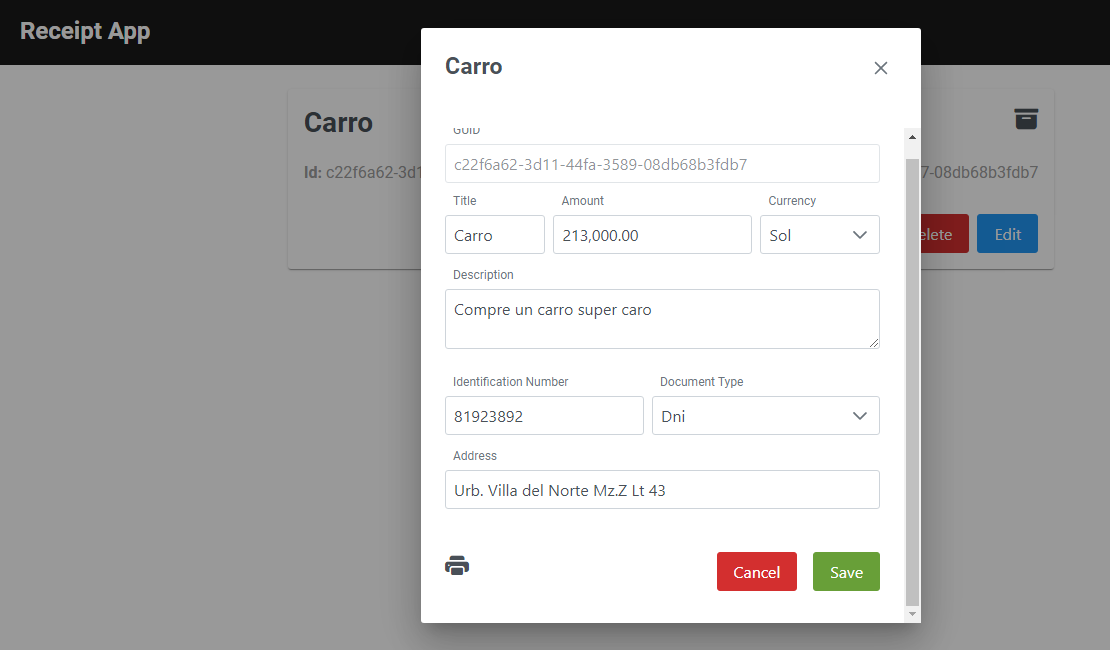 Receipt App
Carro
Carro
GUID
c22f6a62-3d11-44fa-3589-08db68b3fdb7
Id: c22f6a62-3d1
7-08db68b3fdb7
Title Amount Currency
Carro 213,000.00 Sol
elete Edit
Description
Compre un carro super caro
Identification Number Document Type
81923892 Dni
Address
Urb. Villa del Norte Mz.Z Lt 43
Cancel Save